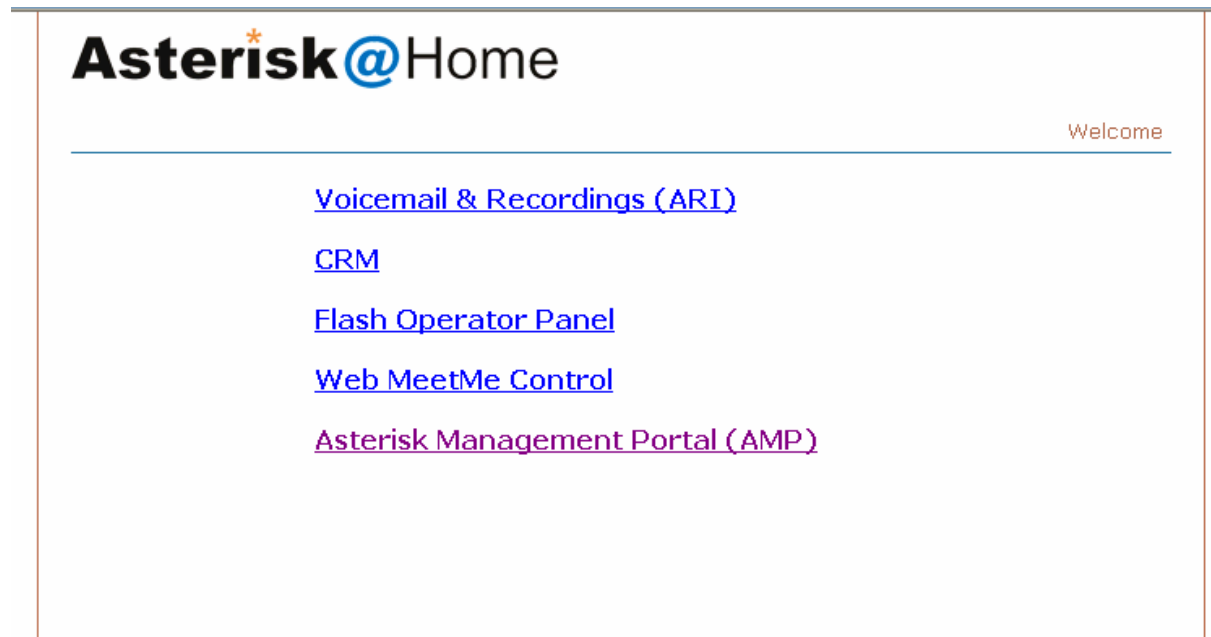 Asterisk@Home
Welcome
Voicemail & Recordings (ARI)
CRM
Flash Operator Panel
Web MeetMe Control
Asterisk Management Portal (AMP)